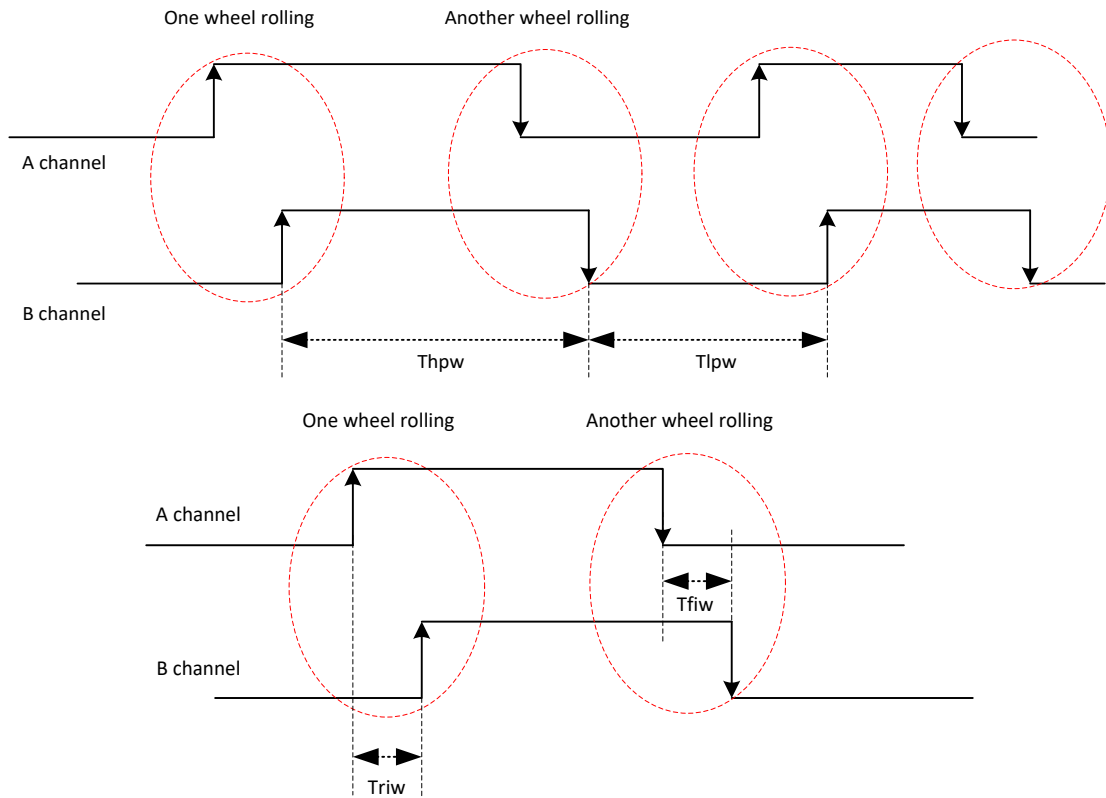 One wheel rolling
Another wheel rolling
A channel
B channel
Thpw
Tlpw
One wheel rolling
Another wheel rolling
A channel
Tfiw
B channel
Triw